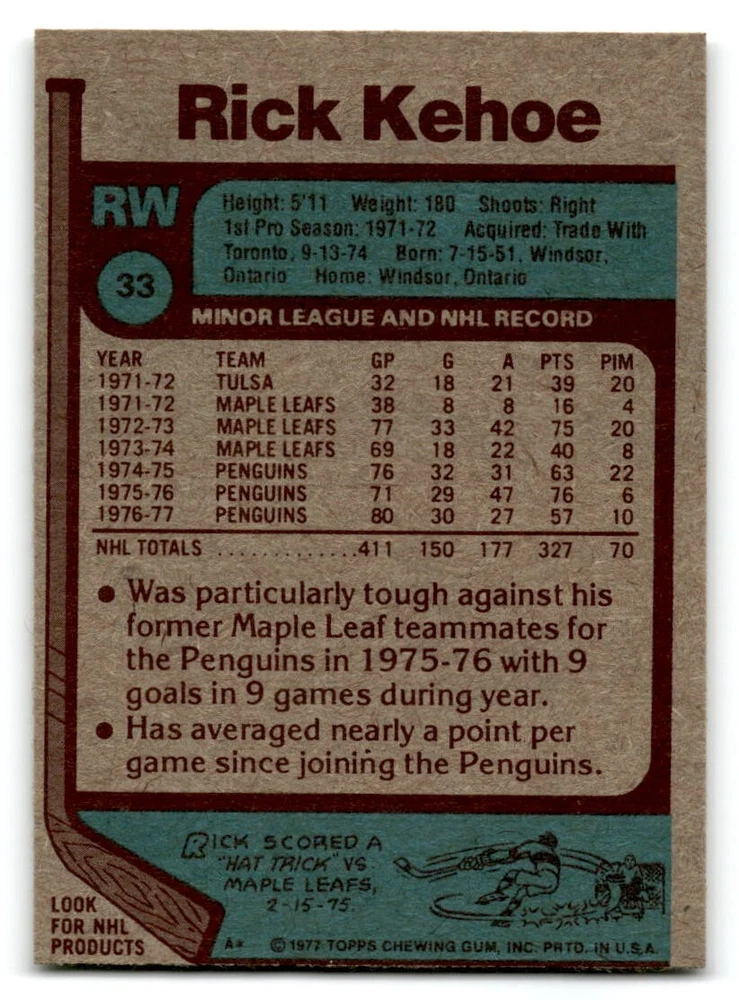 Rick Kehoe
RW
33
Height: 5'11 Weight: 180 Shoots: Right
1st Pro Season: 1971-72 Acquired: Trade With
Toronto, 9-13-74 Born: 7-15-51, Windsor,
Ontario Home: Windsor, Ontario
MINOR LEAGUE AND NHL RECORD
YEAR TEAM GP G A PTS PIM
1971-72 TULSA 32 18 21 39 20
1971-72 MAPLE LEAFS 38 8 8 16 4
1972-73 MAPLE LEAFS 77 33 42 75 20
1973-74 MAPLE LEAFS 69 18 22 40 8
1974-75 PENGUINS 76 32 31 63 22
1975-76 PENGUINS 71 29 47 76 6
1976-77 PENGUINS 80 30 27 57 10
NHL TOTALS .............411 150 177 327 70
• Was particularly tough against his
former Maple Leaf teammates for
the Penguins in 1975-76 with 9
goals in 9 games during year.
• Has averaged nearly a point per
game since joining the Penguins.
RICK SCORED A
"HAT TRICK" VS.
MAPLE LEAFS,
2-15-75.
LOOK
FOR NHL
PRODUCTS
A* © 1977 TOPPS CHEWING GUM, INC. PRTD. IN U.S.A.